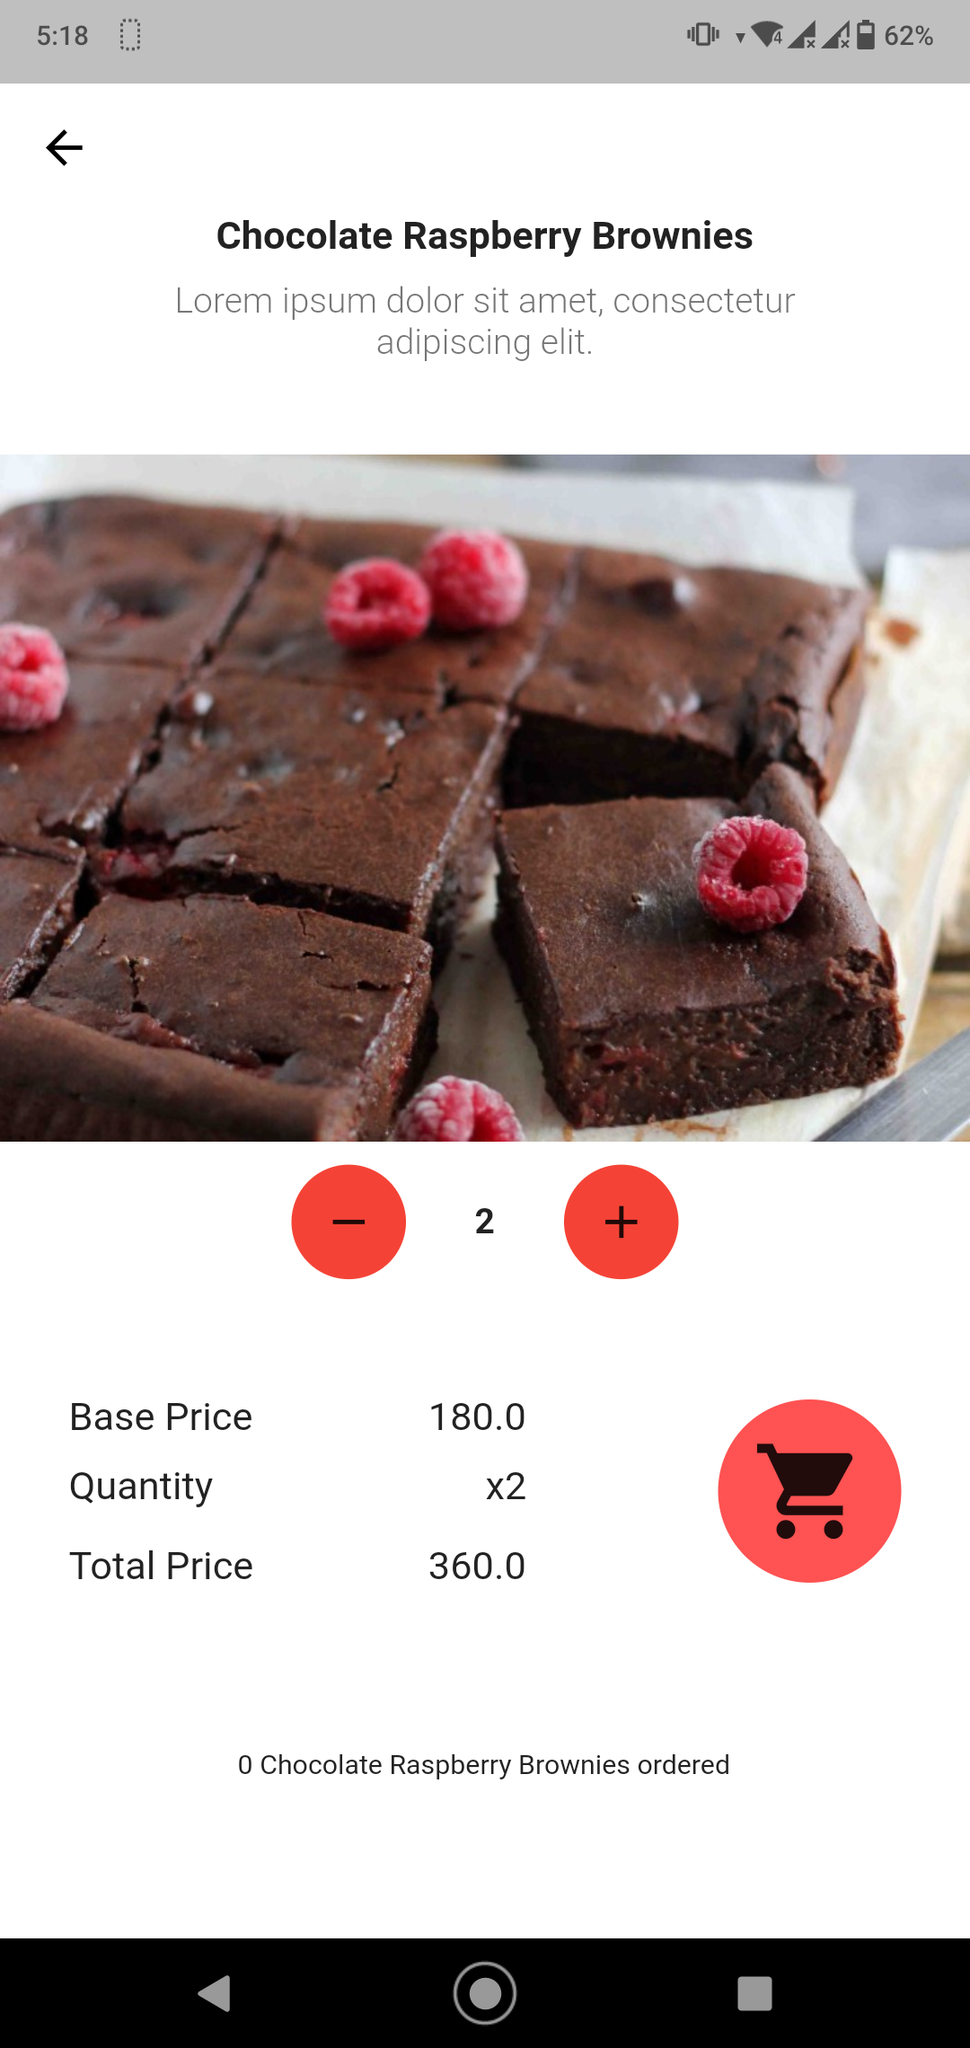 5:18
4
62%
Chocolate Raspberry Brownies
Lorem ipsum dolor sit amet, consectetur
adipiscing elit.
2
Base Price 180.0
Quantity x2
Total Price 360.0
0 Chocolate Raspberry Brownies ordered